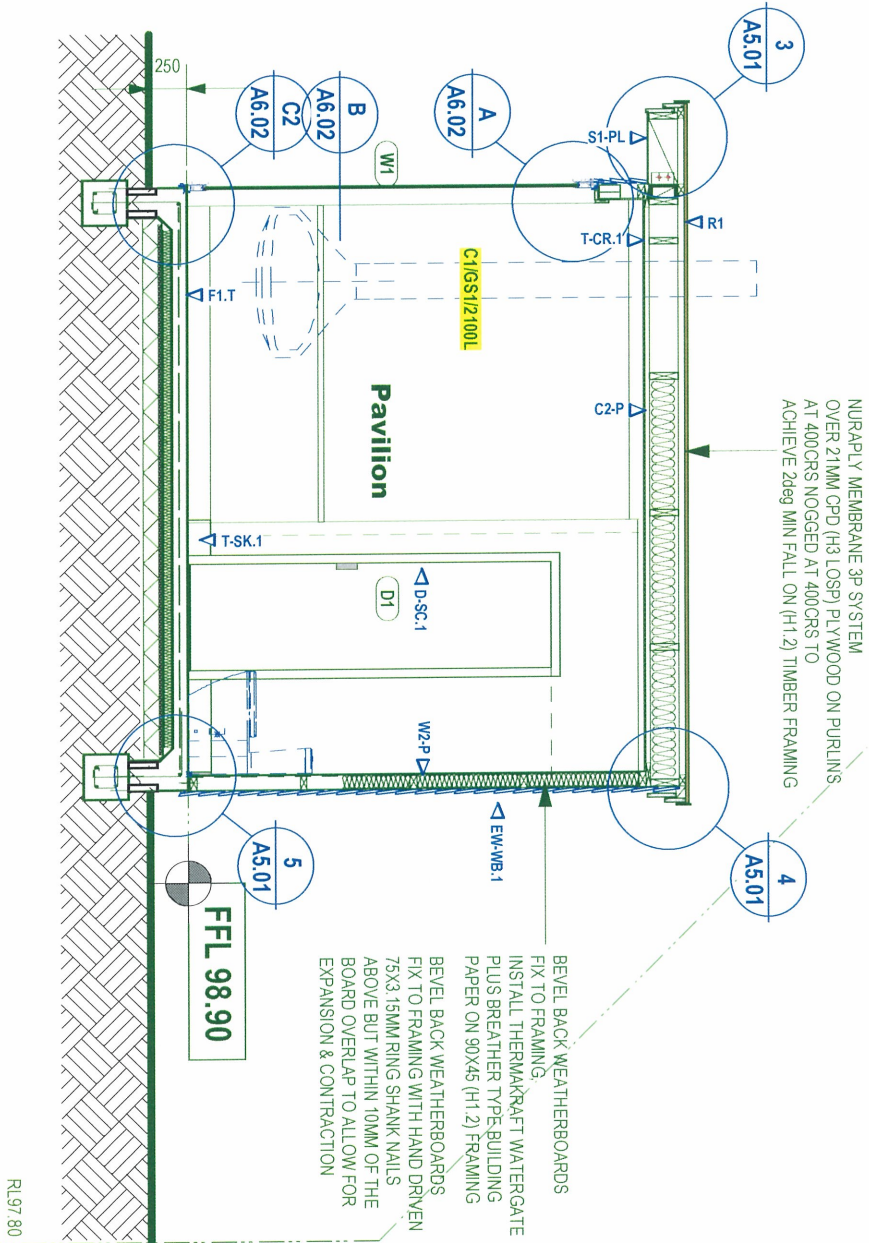 NURAPLY MEMBRANE 3P SYSTEM
OVER 21MM CPD (H3 LOSP) PLYWOOD ON PURLINS
AT 400CRS NOGGED AT 400CRS TO
ACHIEVE 2deg MIN FALL ON (H1.2) TIMBER FRAMING
3
A5.01
4
A5.01
S1-PL
R1
T-CR.1
C2-P
A
A6.02
B
A6.02
C2
A6.02
W1
C1/GS1/2100L
Pavilion
F1.T
T-SK.1
D-SC.1
D1
W2-P
EW-WB.1
5
A5.01
250
FFL 98.90
BEVEL BACK WEATHERBOARDS
FIX TO FRAMING
INSTALL THERMAKRAFT WATERGATE
PLUS BREATHER TYPE BUILDING
PAPER ON 90X45 (H1.2) FRAMING
BEVEL BACK WEATHERBOARDS
FIX TO FRAMING WITH HAND DRIVEN
75X3.15MM RING SHANK NAILS
ABOVE BUT WITHIN 10MM OF THE
BOARD OVERLAP TO ALLOW FOR
EXPANSION & CONTRACTION
RL97.80